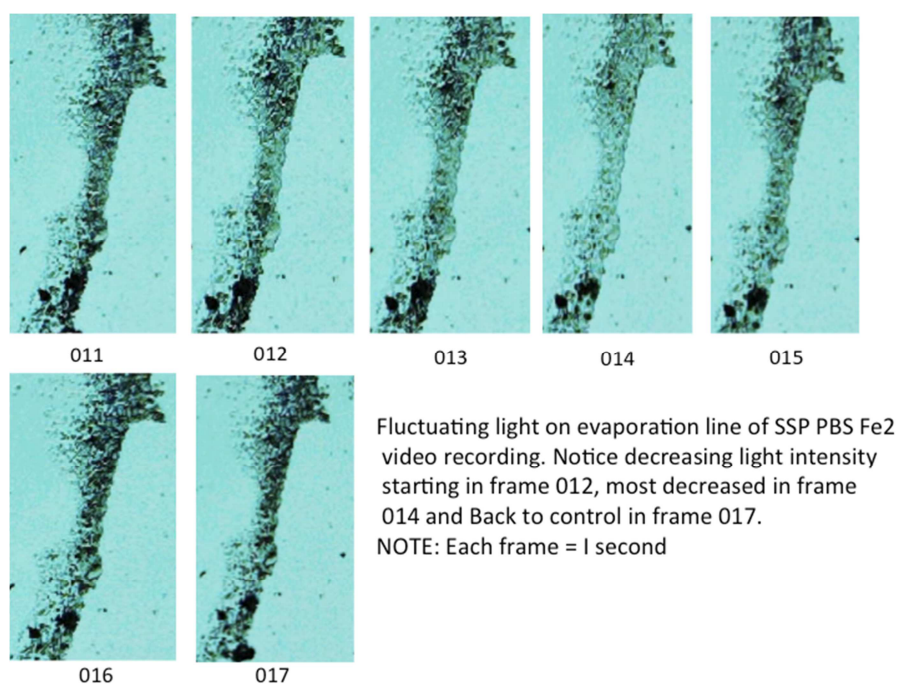 011
012
013
014
015
016
017
Fluctuating light on evaporation line of SSP PBS Fe2
video recording. Notice decreasing light intensity
starting in frame 012, most decreased in frame
014 and Back to control in frame 017.
NOTE: Each frame = I second